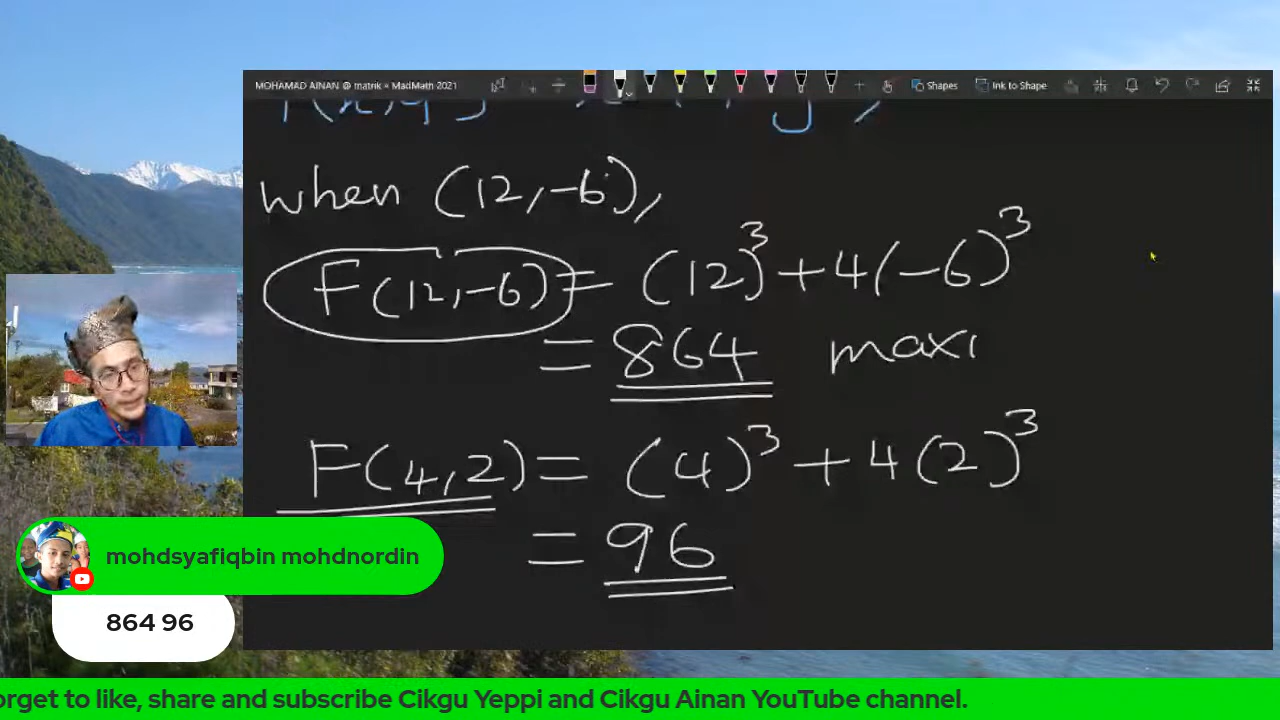 MOHAMAD AINAN @ matrik × MadMath 2021
Shapes
Ink to Shape
when (12,-6),
F(12,-6) = (12)³+4(-6)³
= 864 maxi
F(4,2) = (4)³ + 4(2)³
= 96
mohdsyafiqbin mohdnordin
864 96
orget to like, share and subscribe Cikgu Yeppi and Cikgu Ainan YouTube channel.